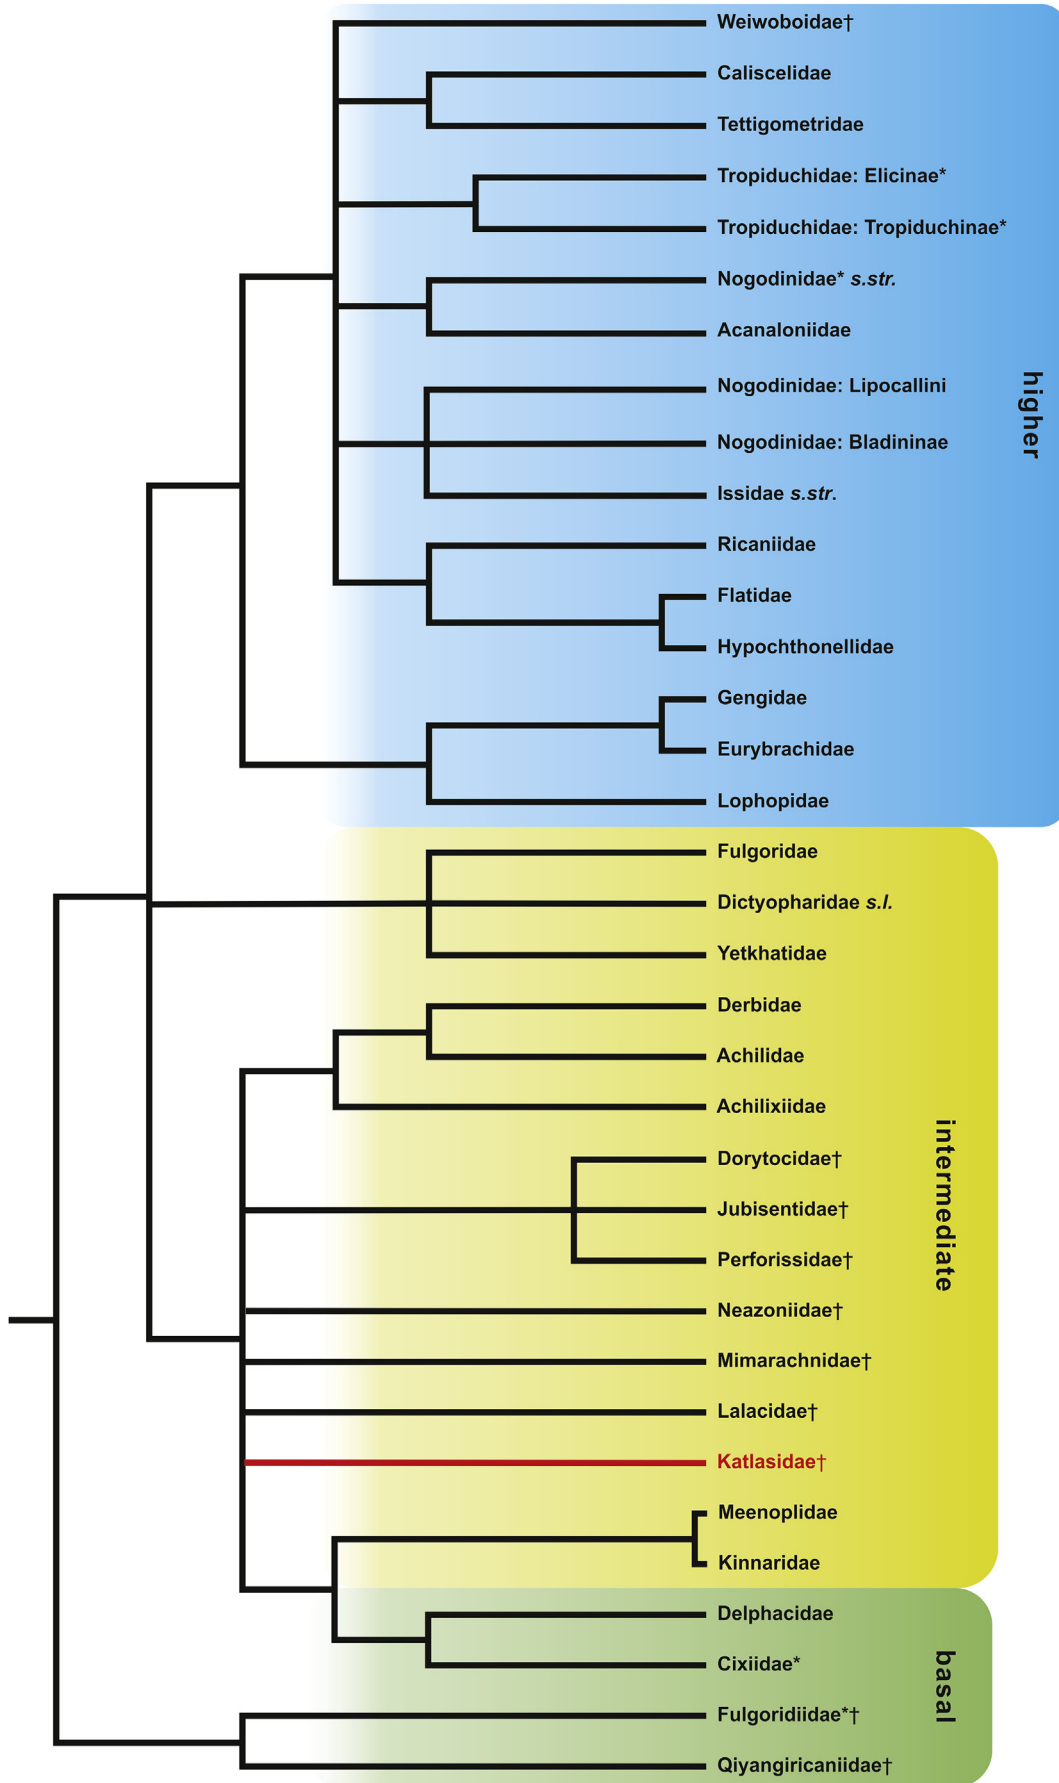 Weiwoboidae†
Caliscelidae
Tettigometridae
Tropiduchidae: Elicinae*
Tropiduchidae: Tropiduchinae*
Nogodinidae* s.str.
Acanaloniidae
Nogodinidae: Lipocallini
Nogodinidae: Bladininae
Issidae s.str.
Ricaniidae
Flatidae
Hypochthonellidae
Gengidae
Eurybrachidae
Lophopidae
higher
Fulgoridae
Dictyopharidae s.l.
Yetkhatidae
Derbidae
Achilidae
Achilixiidae
Dorytocidae†
Jubisentidae†
Perforissidae†
Neazoniidae†
Mimarachnidae†
Lalacidae†
Katlasidae†
Meenoplidae
Kinnaridae
intermediate
Delphacidae
Cixiidae*
Fulgoridiidae*†
Qiyangiricaniidae†
basal